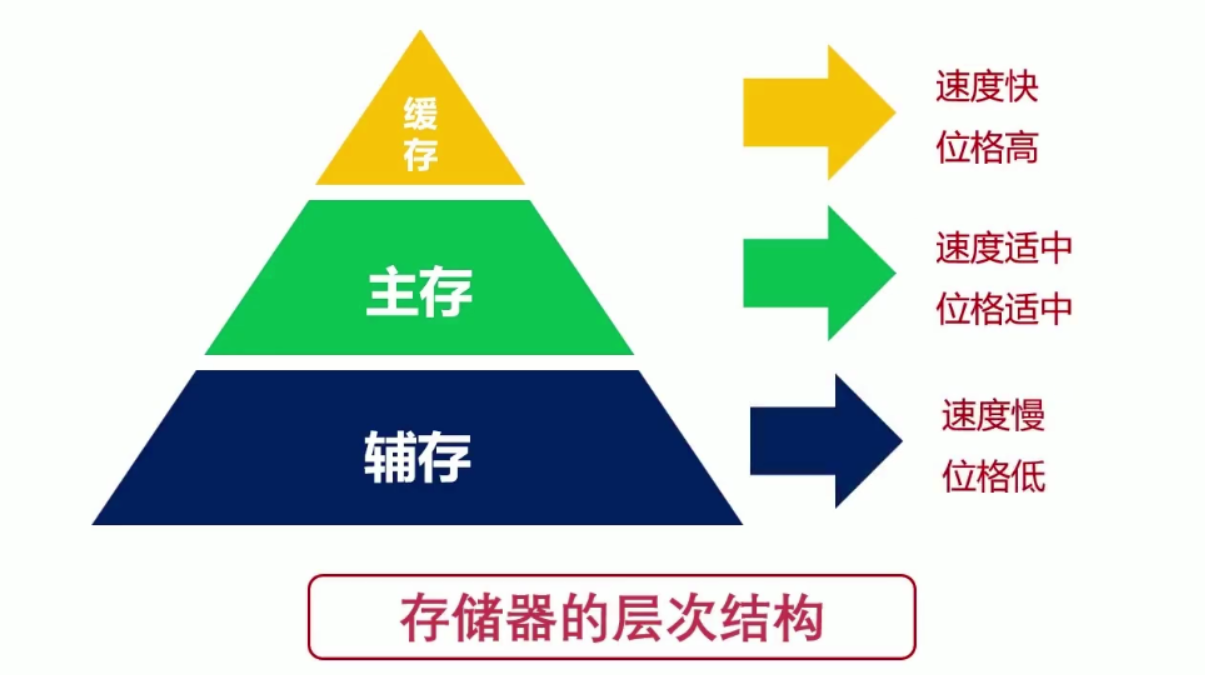 缓
存
速度快
位格高
主存
速度适中
位格适中
辅存
速度慢
位格低
存储器的层次结构